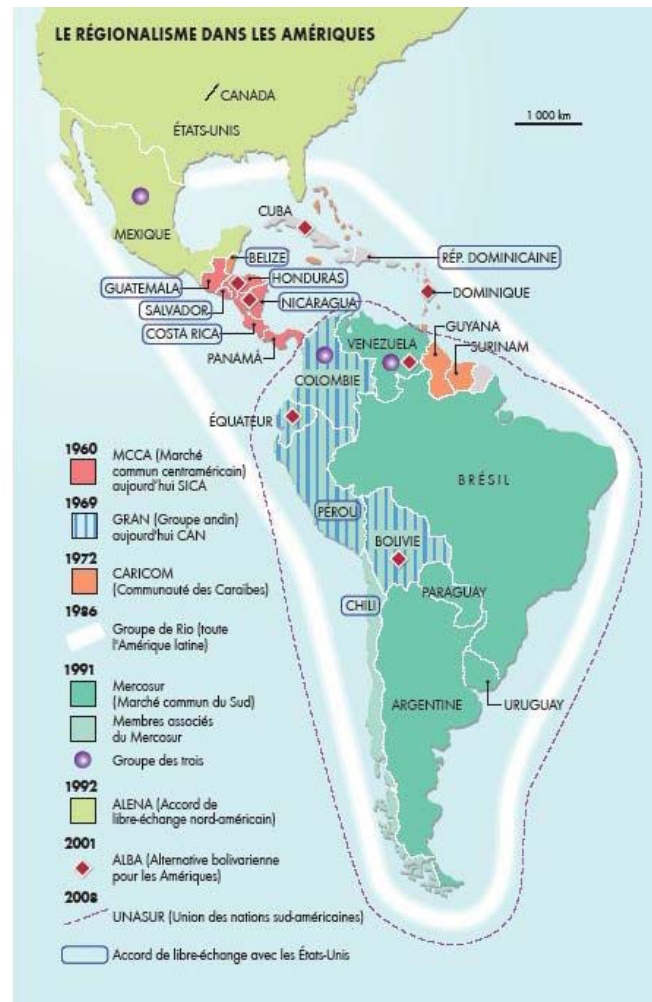 LE RÉGIONALISME DANS LES AMÉRIQUES
CANADA
ÉTATS-UNIS
1 000 km
CUBA
MEXIQUE
BELIZE
RÉP. DOMINICAINE
GUATEMALA
HONDURAS
SALVADOR
NICARAGUA
DOMINIQUE
COSTA RICA
GUYANA
PANAMÁ
VENEZUELA
SURINAM
COLOMBIE
ÉQUATEUR
BRÉSIL
PÉROU
BOLIVIE
PARAGUAY
CHILI
ARGENTINE
URUGUAY
1960
MCCA (Marché
commun centraméricain)
aujourd'hui SICA
1969
GRAN (Groupe andin)
aujourd'hui CAN
1972
CARICOM
(Communauté des Caraïbes)
1986
Groupe de Rio (toute
l'Amérique latine)
1991
Mercosur
(Marché commun du Sud)
Membres associés
du Mercosur
Groupe des trois
1992
ALENA (Accord de
libre-échange nord-américain)
2001
ALBA (Alternative bolivarienne
pour les Amériques)
2008
UNASUR (Union des nations sud-américaines)
Accord de libre-échange avec les États-Unis